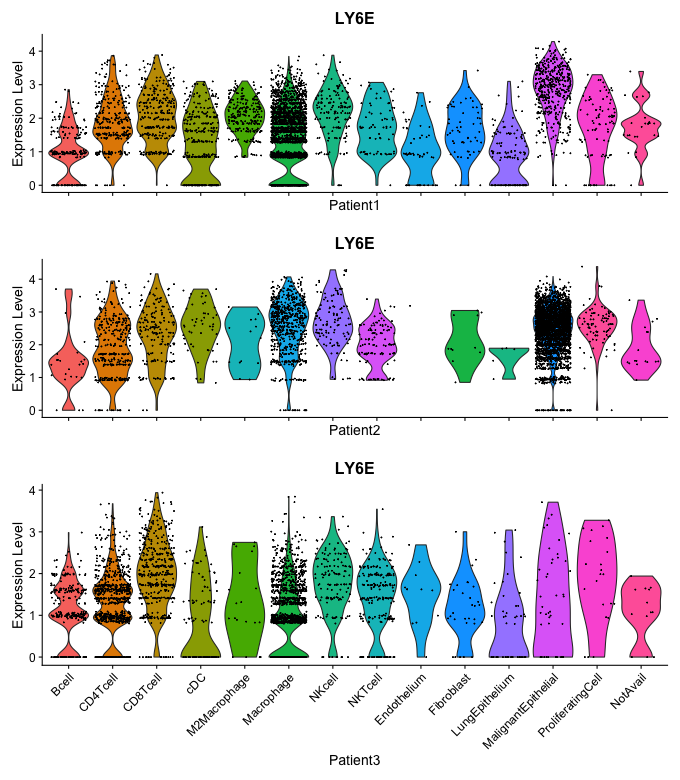 LY6E
Expression Level
4
3
2
1
0
Patient1
LY6E
Expression Level
4
3
2
1
0
Patient2
LY6E
Expression Level
4
3
2
1
0
Bcell
CD4Tcell
CD8Tcell
cDC
M2Macrophage
Macrophage
NKcell
NKTcell
Endothelium
Fibroblast
LungEpithelium
MalignantEpithelial
ProliferatingCell
NotAvail
Patient3